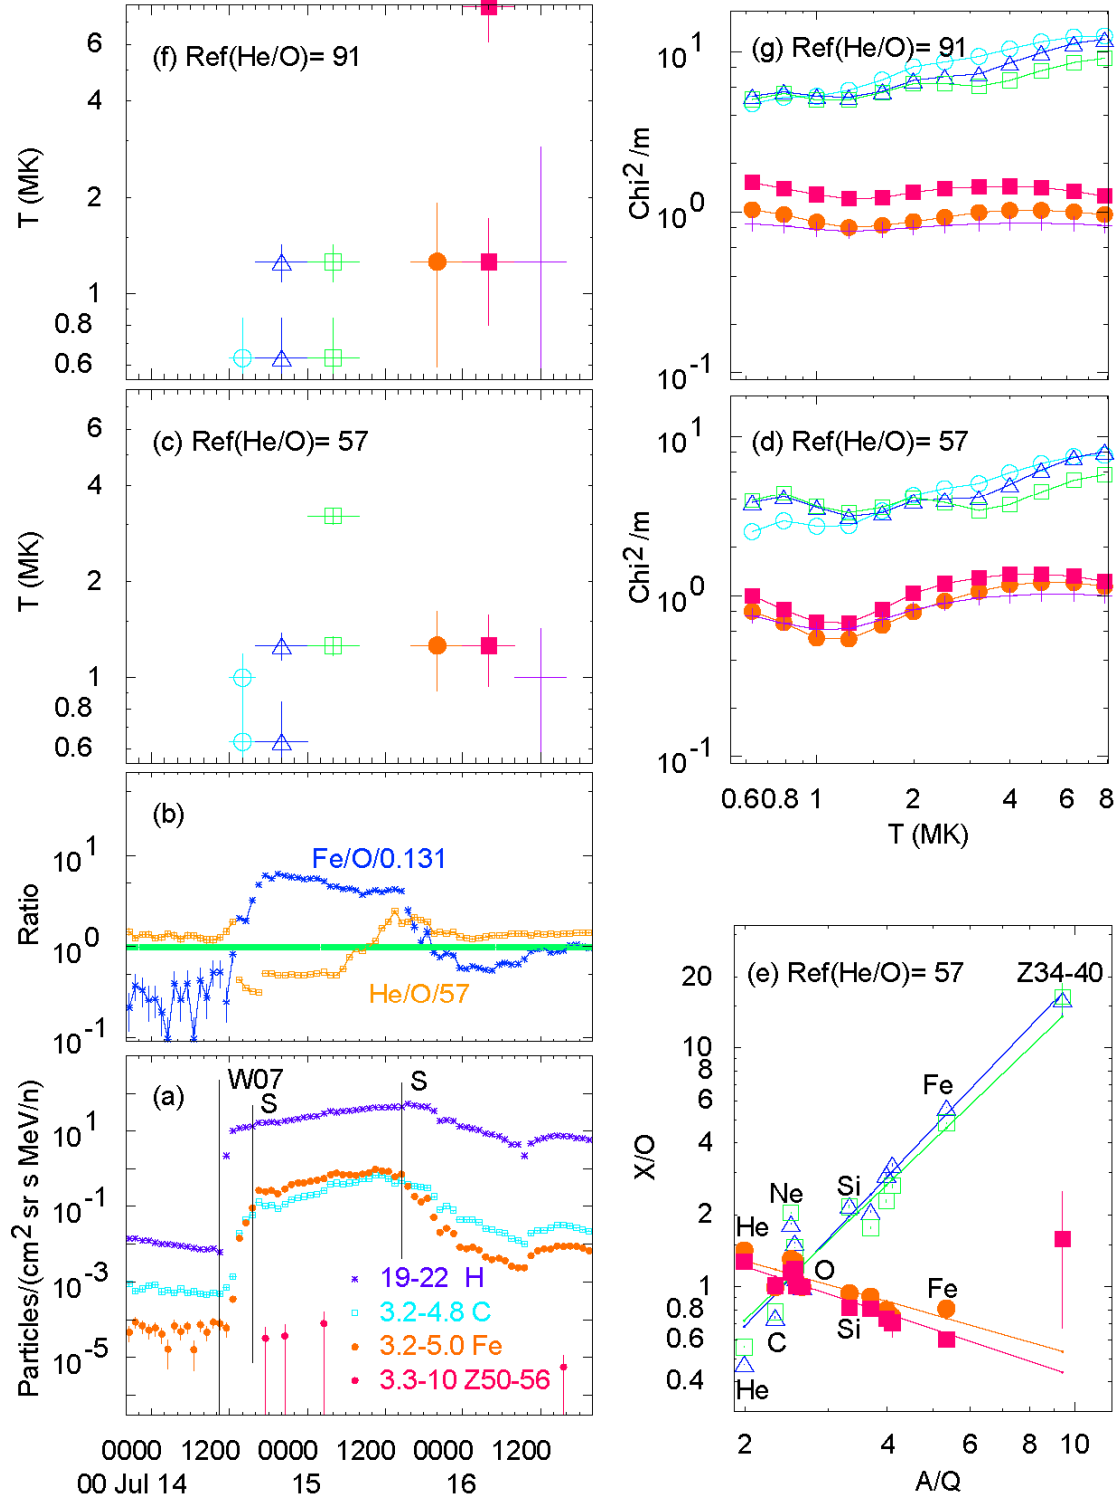 (f) Ref(He/O)= 91
6
4
2
1
0.8
0.6
T (MK)
(g) Ref(He/O)= 91
10^1
10^0
10^-1
Chi^2 /m
(c) Ref(He/O)= 57
6
4
2
1
0.8
0.6
T (MK)
(d) Ref(He/O)= 57
10^1
10^0
10^-1
Chi^2 /m
0.6 0.8 1 2 4 6 8
T (MK)
(b)
Fe/O/0.131
He/O/57
10^1
10^0
10^-1
Ratio
(a)
W07
S
S
10^1
10^-1
10^-3
10^-5
Particles/(cm^2 sr s MeV/n)
19-22 H
3.2-4.8 C
3.2-5.0 Fe
3.3-10 Z50-56
0000 1200 0000 1200 0000 1200
00 Jul 14 15 16
(e) Ref(He/O)= 57
Z34-40
20
10
8
6
4
2
1
0.8
0.6
0.4
X/O
Fe
Si
Ne
He
O
Fe
Si
C
He
2 4 6 8 10
A/Q